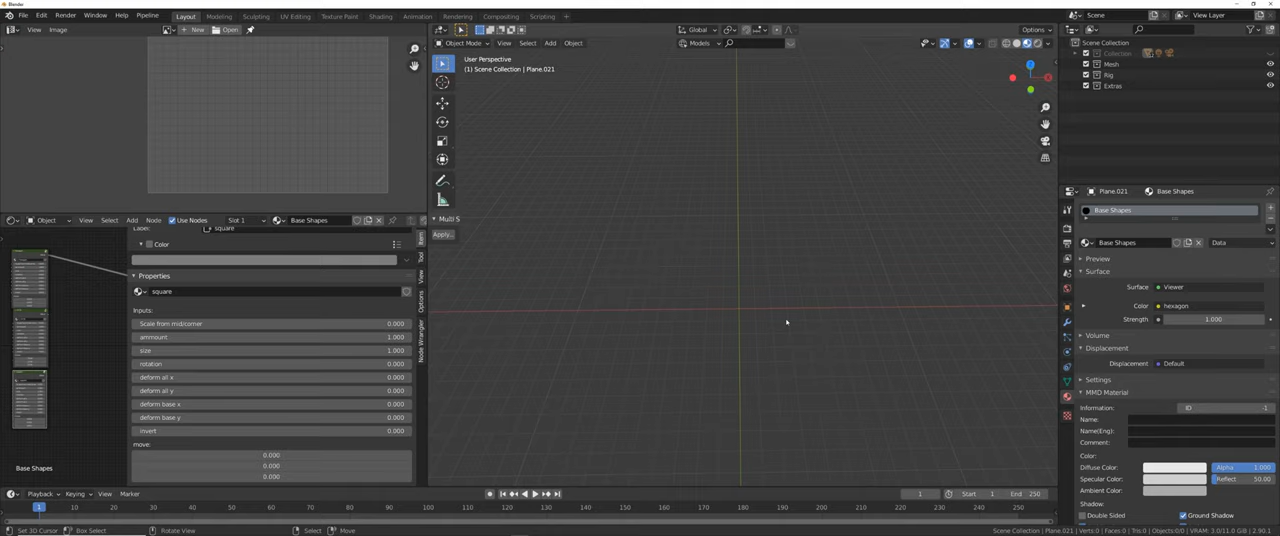 Blender
File Edit Render Window Help Pipeline Layout Modeling Sculpting UV Editing Texture Paint Shading Animation Rendering Compositing Scripting Scene View Layer
View Image New Open Global Options
Object Mode View Select Add Object Models
Scene Collection
Collection
Mesh
Rig
Extras
User Perspective
(1) Scene Collection | Plane.021
Multi S
Apply...
Object View Select Add Node Use Nodes Slot 1 Base Shapes
Label: square
Color
Properties
square
Inputs:
Scale from mid/corner 0.000
ammount 1.000
size 1.000
rotation 0.000
deform all x 0.000
deform all y 0.000
deform base x 0.000
deform base y 0.000
invert 0.000
move:
0.000
0.000
0.000
Base Shapes
Item
Tool
View
Options
Node Wrangler
Plane.021 Base Shapes
Base Shapes
Base Shapes Data
Preview
Surface
Surface Viewer
Color hexagon
Strength 1.000
Volume
Displacement
Displacement Default
Settings
MMD Material
Information: ID -1
Name:
Name(Eng):
Comment:
Color:
Diffuse Color: Alpha 1.000
Specular Color: Reflect 50.00
Ambient Color:
Shadow:
Double Sided Ground Shadow
Playback Keying View Marker 1 Start 1 End 250
1 10 20 30 40 50 60 70 80 90 100 110 120 130 140 150 160 170 180 190 200 210 220 230 240 250
Set 3D Cursor Box Select Rotate View Select Move Scene Collection | Plane.021 | Verts:0 | Faces:0 | Tris:0 | Objects:0/0 | VRAM: 3.0/11.0 GiB | 2.90.1